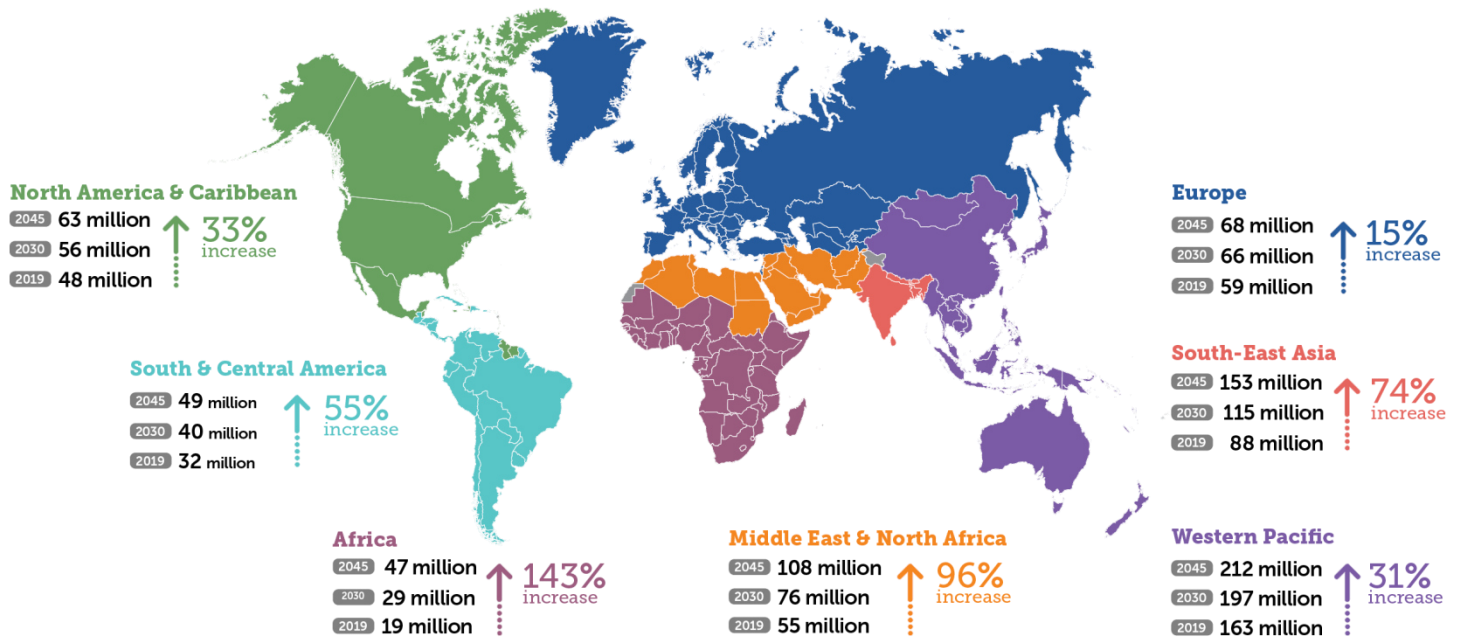 North America & Caribbean
2045 63 million
2030 56 million
2019 48 million
33%
increase
South & Central America
2045 49 million
2030 40 million
2019 32 million
55%
increase
Africa
2045 47 million
2030 29 million
2019 19 million
143%
increase
Middle East & North Africa
2045 108 million
2030 76 million
2019 55 million
96%
increase
Europe
2045 68 million
2030 66 million
2019 59 million
15%
increase
South-East Asia
2045 153 million
2030 115 million
2019 88 million
74%
increase
Western Pacific
2045 212 million
2030 197 million
2019 163 million
31%
increase